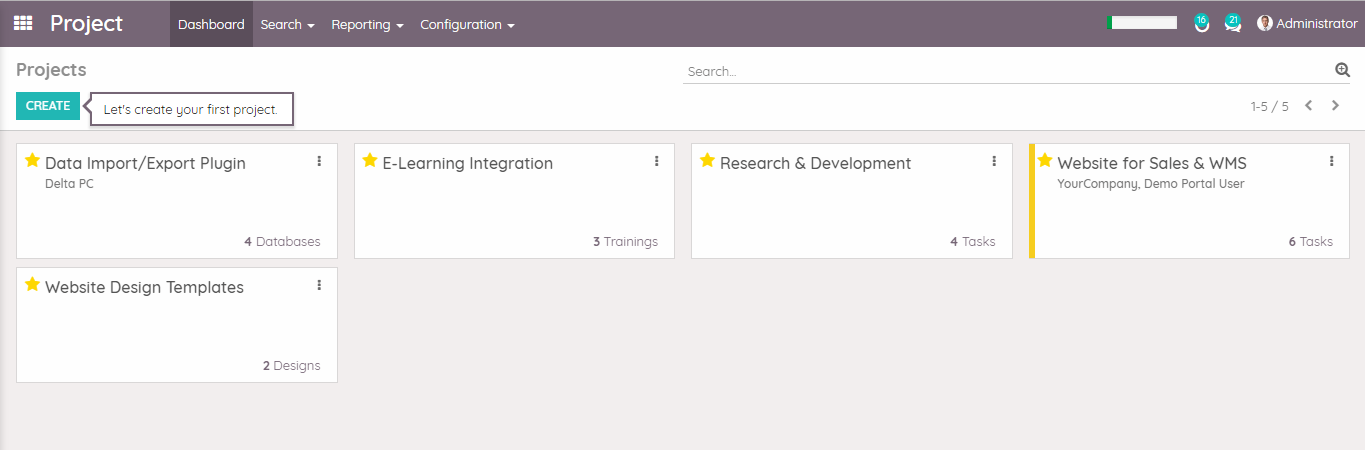 Project Dashboard Search Reporting Configuration 16 21 Administrator
Projects
Search...
CREATE Let's create your first project.
1-5 / 5
Data Import/Export Plugin
Delta PC
4 Databases
E-Learning Integration
3 Trainings
Research & Development
4 Tasks
Website for Sales & WMS
YourCompany, Demo Portal User
6 Tasks
Website Design Templates
2 Designs